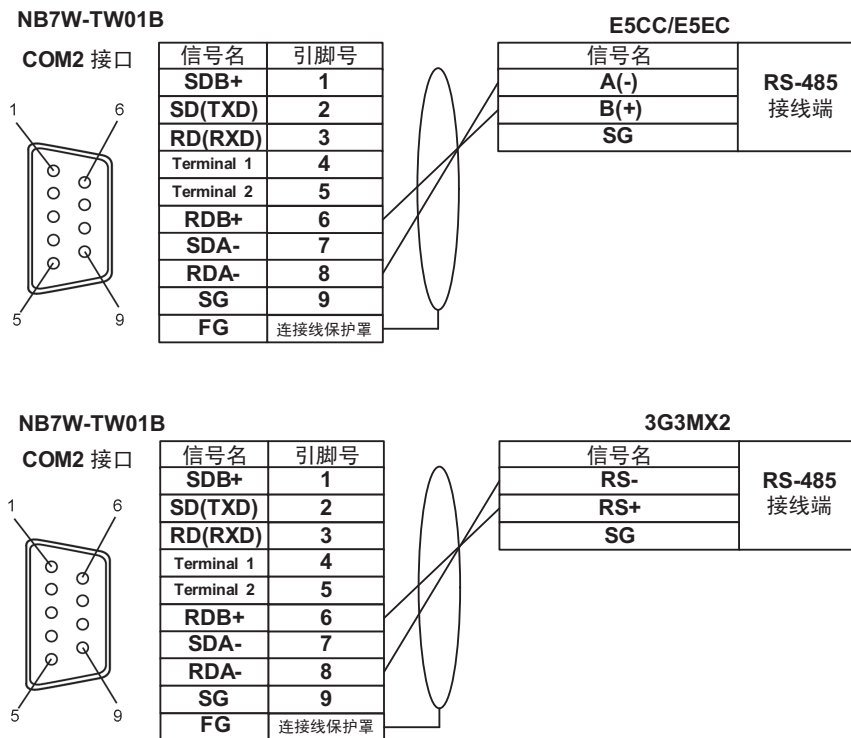 NB7W-TW01B
E5CC/E5EC
COM2 接口
信号名 引脚号
SDB+ 1
SD(TXD) 2
RD(RXD) 3
Terminal 1 4
Terminal 2 5
RDB+ 6
SDA- 7
RDA- 8
SG 9
FG 连接线保护罩
1
6
5
9
信号名
A(-)
B(+)
SG
RS-485
接线端
NB7W-TW01B
3G3MX2
COM2 接口
信号名 引脚号
SDB+ 1
SD(TXD) 2
RD(RXD) 3
Terminal 1 4
Terminal 2 5
RDB+ 6
SDA- 7
RDA- 8
SG 9
FG 连接线保护罩
1
6
5
9
信号名
RS-
RS+
SG
RS-485
接线端